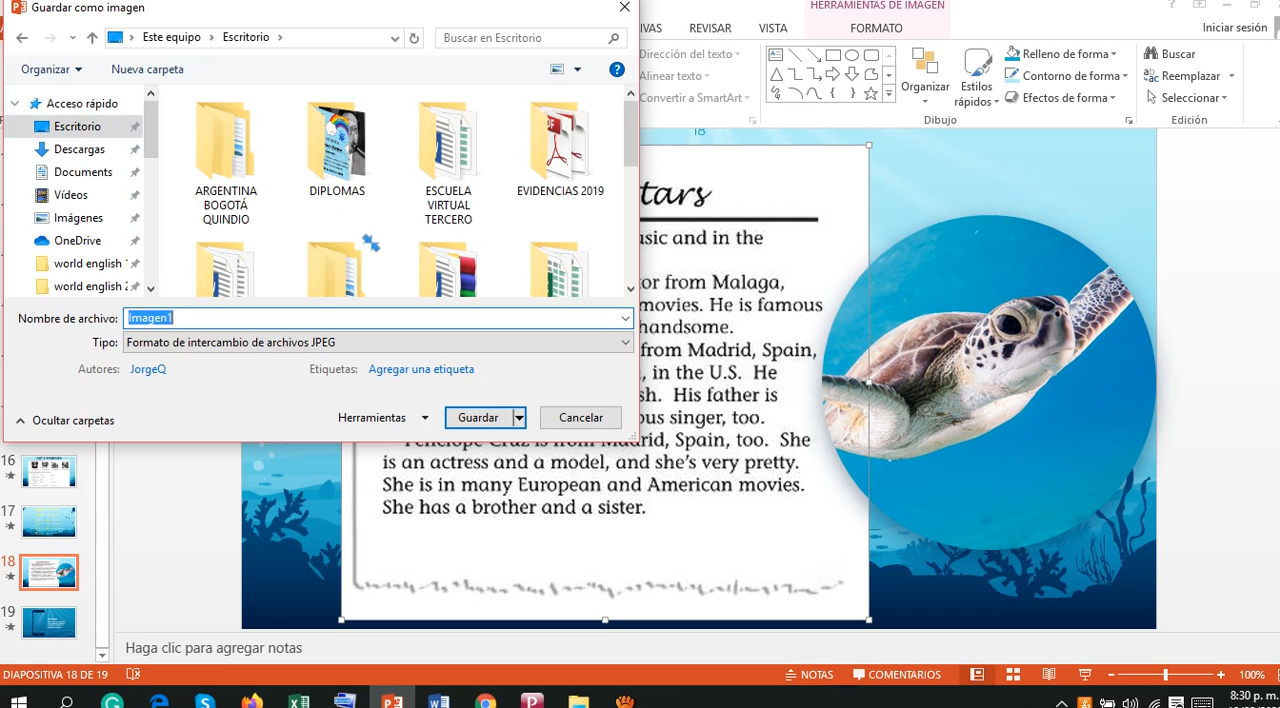 Guardar como imagen
HERRAMIENTAS DE IMAGEN
IVAS REVISAR VISTA FORMATO
Iniciar sesión
Este equipo Escritorio
Buscar en Escritorio
Organizar
Nueva carpeta
Dirección del texto
Alinear texto
Convertir a SmartArt
Organizar
Estilos
rápidos
Relleno de forma
Contorno de forma
Efectos de forma
Dibujo
Buscar
Reemplazar
Seleccionar
Edición
Acceso rápido
Escritorio
Descargas
Documents
Vídeos
Imágenes
OneDrive
world english
world english
ARGENTINA
BOGOTÁ
QUINDIO
DIPLOMAS
ESCUELA
VIRTUAL
TERCERO
EVIDENCIAS 2019
Nombre de archivo: Imagen1
Tipo: Formato de intercambio de archivos JPEG
Autores: JorgeQ
Etiquetas: Agregar una etiqueta
Ocultar carpetas
Herramientas
Guardar
Cancelar
18
tars
usic and in the
or from Malaga,
movies. He is famous
handsome.
from Madrid, Spain,
, in the U.S. He
sh. His father is
us singer, too.
Penelope Cruz is from Madrid, Spain, too. She
is an actress and a model, and she's very pretty.
She is in many European and American movies.
She has a brother and a sister.
16
17
18
19
Haga clic para agregar notas
DIAPOSITIVA 18 DE 19
NOTAS
COMENTARIOS
100%
8:30 p. m.